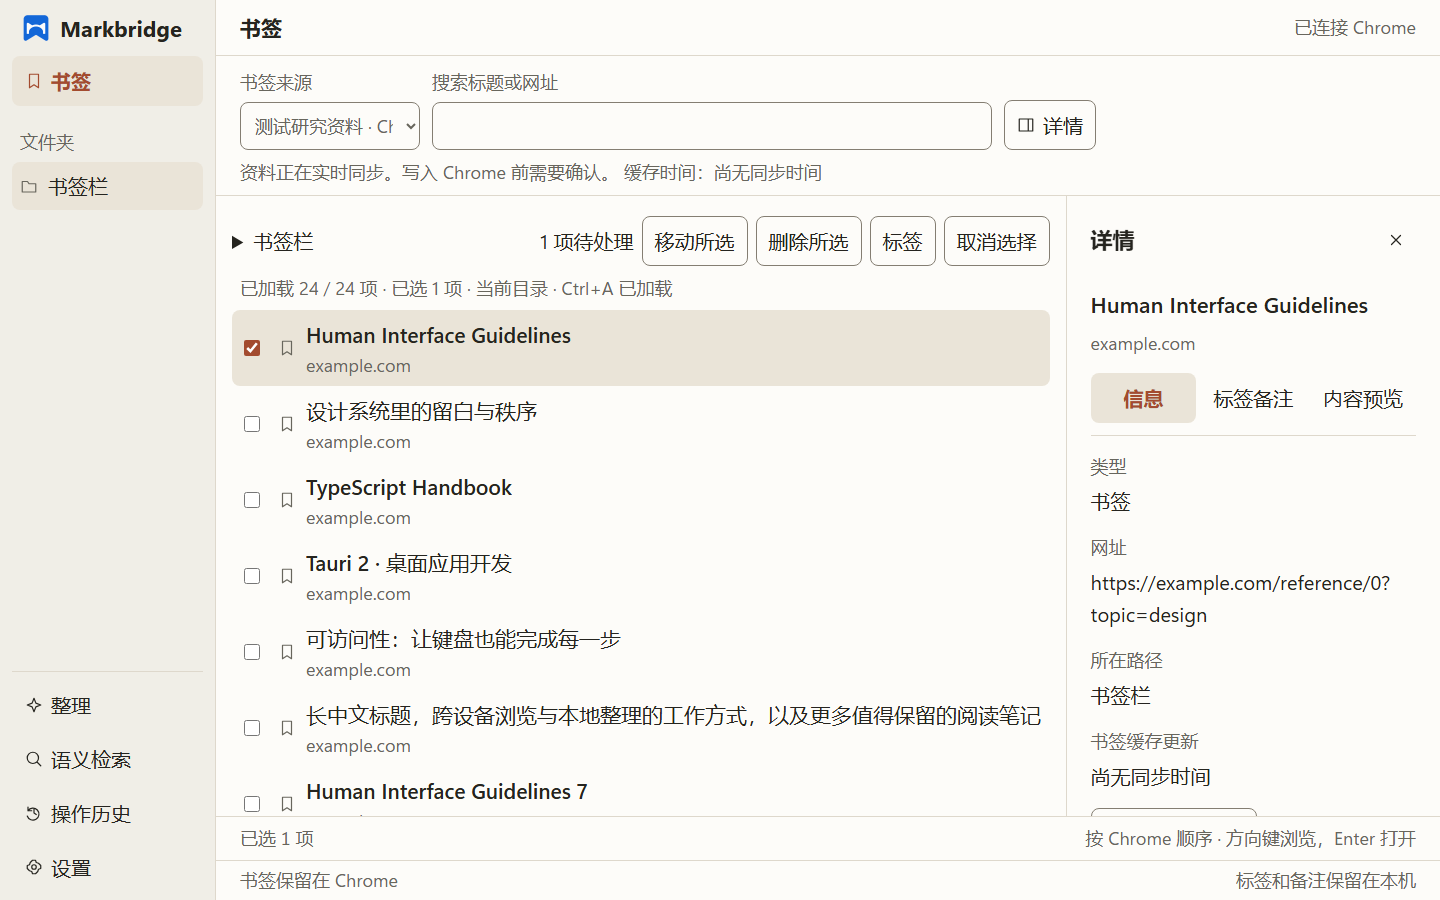 Markbridge
书签
文件夹
书签栏
整理
语义检索
操作历史
设置
书签
已连接 Chrome
书签来源
搜索标题或网址
测试研究资料 · Ch
详情
资料正在实时同步。写入 Chrome 前需要确认。 缓存时间：尚无同步时间
书签栏
1 项待处理
移动所选
删除所选
标签
取消选择
已加载 24 / 24 项 · 已选 1 项 · 当前目录 · Ctrl+A 已加载
Human Interface Guidelines
example.com
设计系统里的留白与秩序
example.com
TypeScript Handbook
example.com
Tauri 2 · 桌面应用开发
example.com
可访问性：让键盘也能完成每一步
example.com
长中文标题，跨设备浏览与本地整理的工作方式，以及更多值得保留的阅读笔记
example.com
Human Interface Guidelines 7
详情
Human Interface Guidelines
example.com
信息
标签备注
内容预览
类型
书签
网址
https://example.com/reference/0?
topic=design
所在路径
书签栏
书签缓存更新
尚无同步时间
已选 1 项
按 Chrome 顺序 · 方向键浏览，Enter 打开
书签保留在 Chrome
标签和备注保留在本机